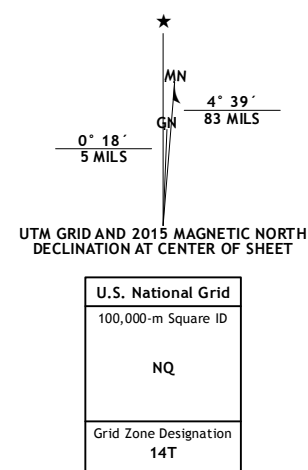 ★
MN
GN
4° 39´
83 MILS
0° 18´
5 MILS
UTM GRID AND 2015 MAGNETIC NORTH
DECLINATION AT CENTER OF SHEET
U.S. National Grid
100,000-m Square ID
NQ
Grid Zone Designation
14T